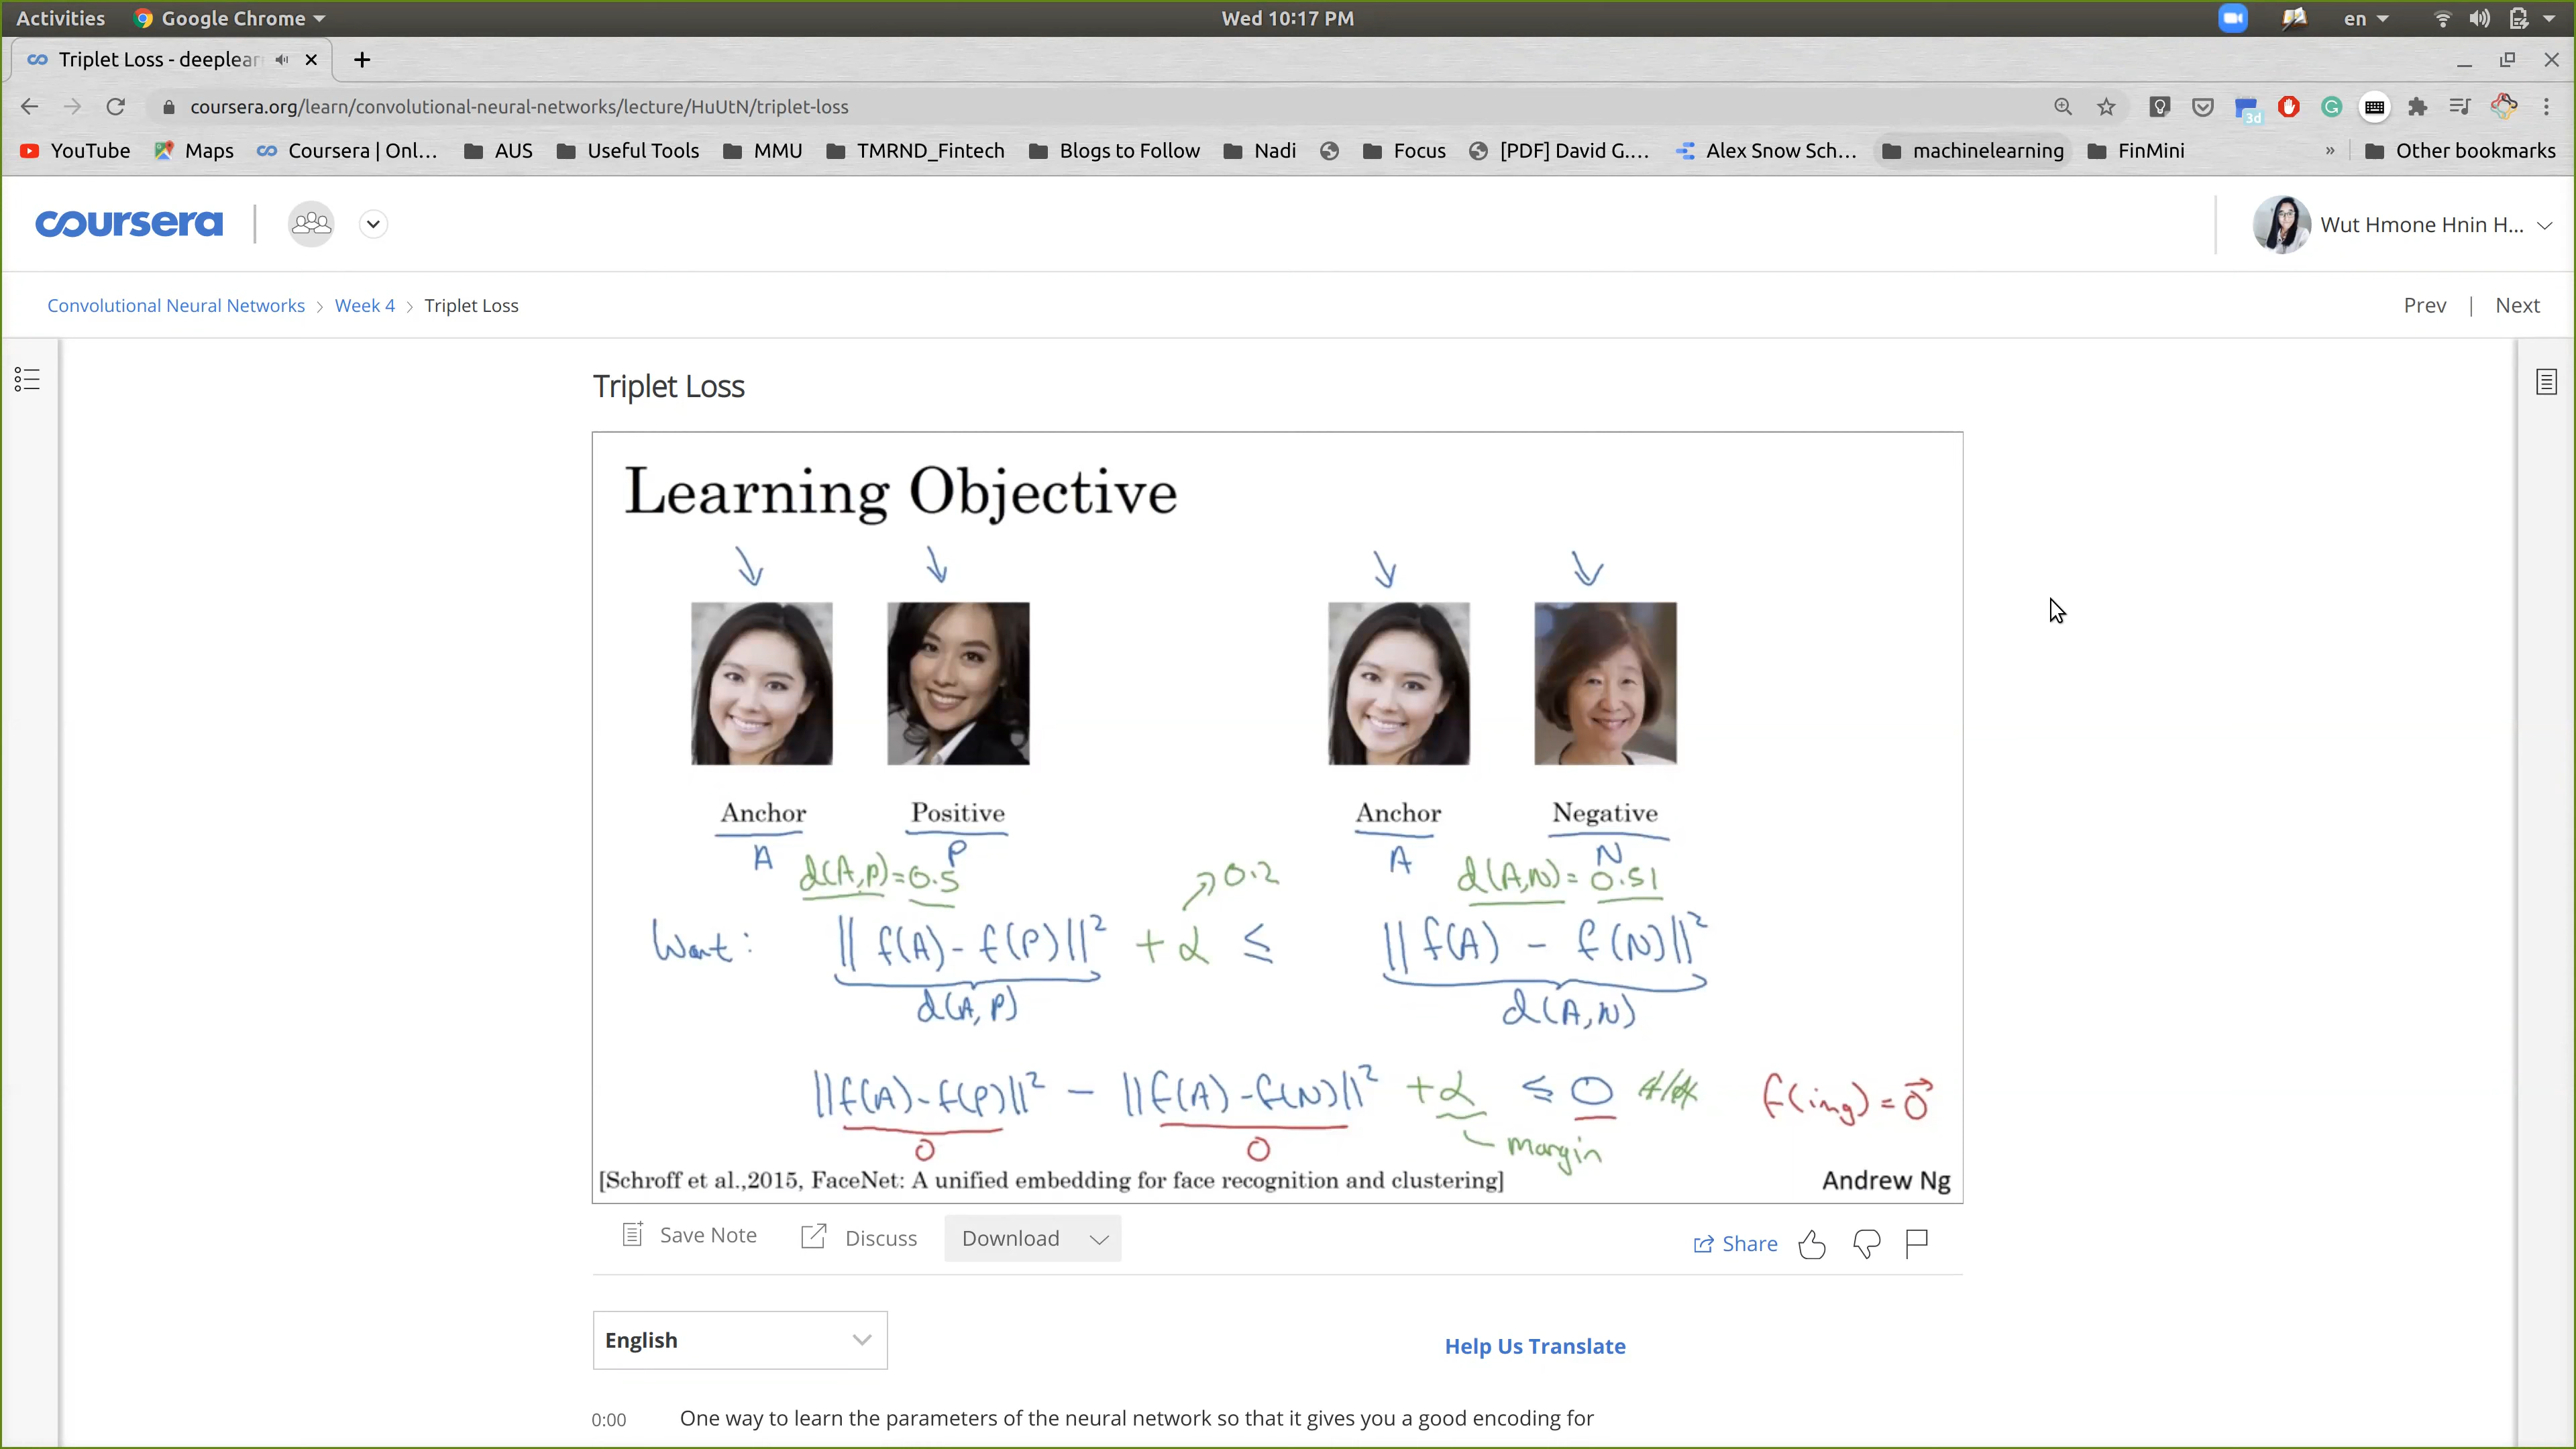 Activities Google Chrome Wed 10:17 PM en
Triplet Loss - deeplear
coursera.org/learn/convolutional-neural-networks/lecture/HuUtN/triplet-loss
3d
YouTube Maps Coursera | Onl... AUS Useful Tools MMU TMRND_Fintech Blogs to Follow Nadi Focus [PDF] David G.... Alex Snow Sch... machinelearning FinMini » Other bookmarks
coursera Wut Hmone Hnin H...
Convolutional Neural Networks > Week 4 > Triplet Loss Prev | Next
Triplet Loss
Learning Objective
Anchor Positive Anchor Negative
A P A N
d(A,P)=0.5 0.2 d(A,N)= 0.51
Want: || f(A) - f(P)||² + α ≤ || f(A) - f(N)||²
d(A,P) d(A,N)
||f(A)-f(P)||² - ||f(A)-f(N)||² +α ≤ 0 f(img) = 0⃗
0 0 margin
[Schroff et al.,2015, FaceNet: A unified embedding for face recognition and clustering] Andrew Ng
Save Note Discuss Download Share
English Help Us Translate
0:00 One way to learn the parameters of the neural network so that it gives you a good encoding for